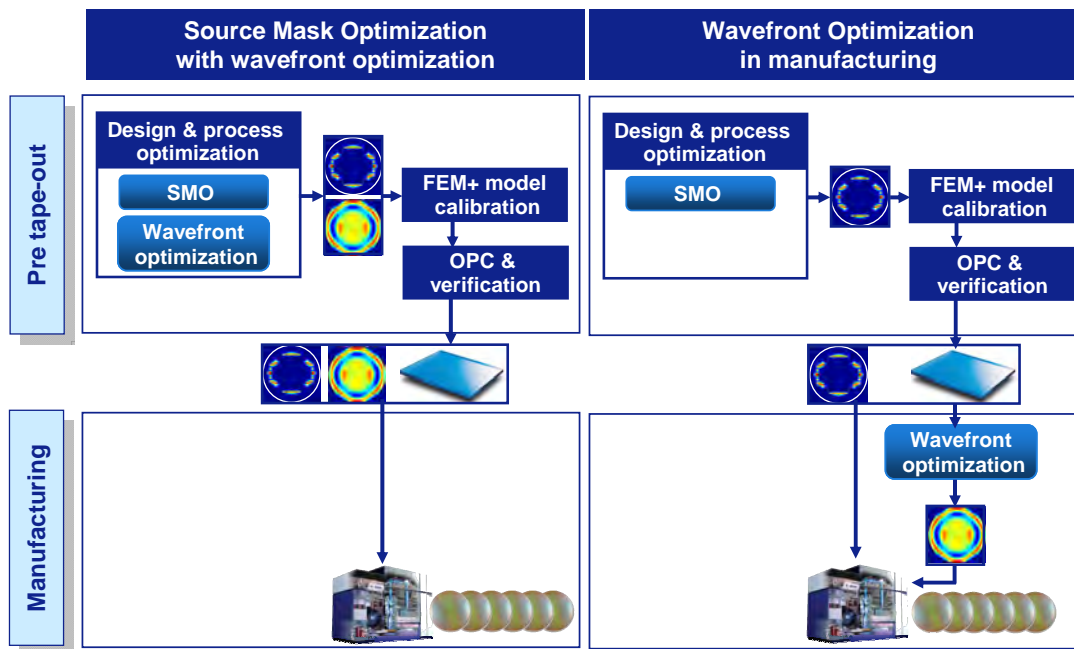 Source Mask Optimization
with wavefront optimization
Wavefront Optimization
in manufacturing
Pre tape-out
Design & process
optimization
SMO
Wavefront
optimization
FEM+ model
calibration
OPC &
verification
Design & process
optimization
SMO
FEM+ model
calibration
OPC &
verification
Manufacturing
Wavefront
optimization